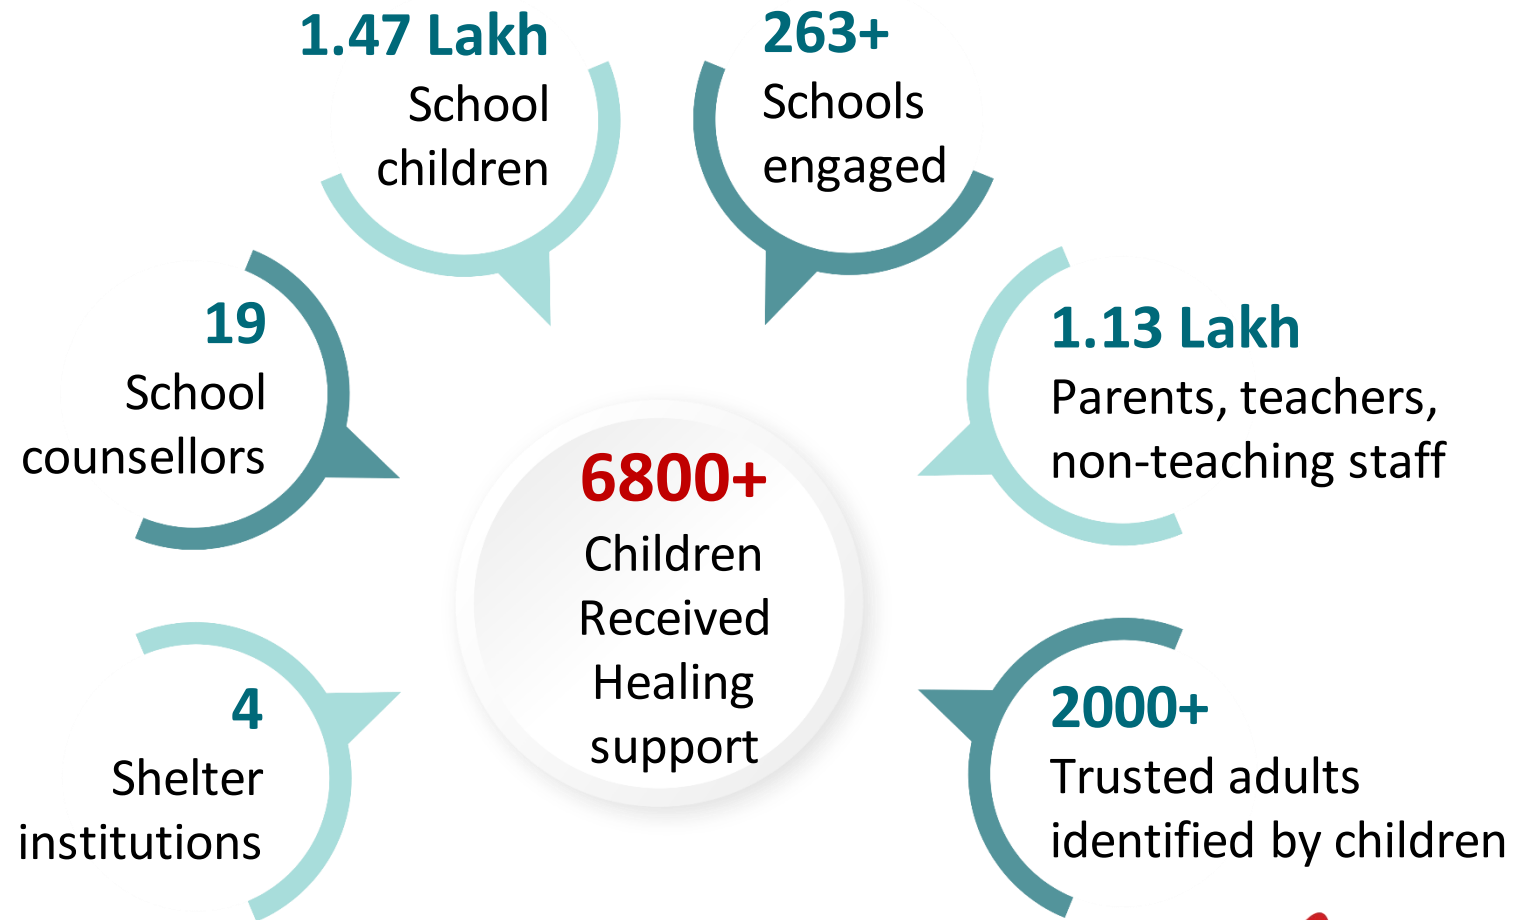 1.47 Lakh
School
children
263+
Schools
engaged
19
School
counsellors
1.13 Lakh
Parents, teachers,
non-teaching staff
6800+
Children
Received
Healing
support
4
Shelter
institutions
2000+
Trusted adults
identified by children